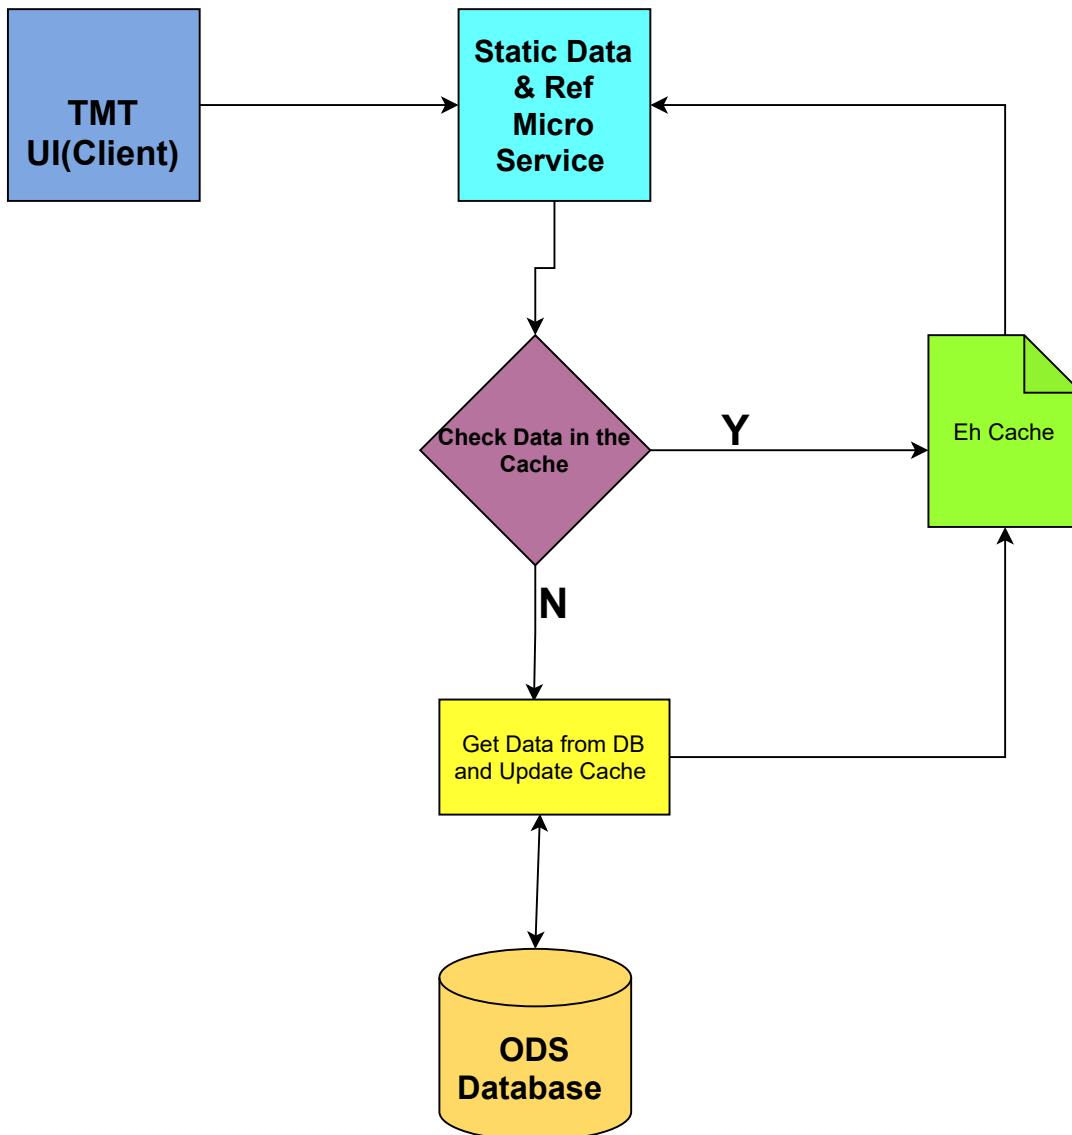 TMT
UI(Client)
Static Data
& Ref
Micro
Service
Check Data in the
Cache
Y
Eh Cache
N
Get Data from DB
and Update Cache
ODS
Database